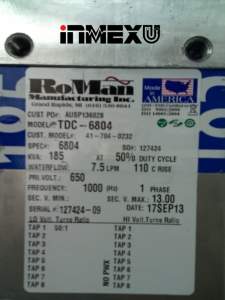 INMEX
RoMan
Manufacturing Inc.
Grand Rapids, MI
Made in
AMERICA
CUST PO#: AUSP136028
MODEL#: TDC-6804
CUST. MODEL#: 41-704-0232
SPEC#: 6804 SO#: 127424
KVA: 185 AT 50% DUTY CYCLE
WATERFLOW: 7.5 LPM 110 C RISE
PRI. VOLT.: 650
FREQUENCY: 1000 (Hz) 1 PHASE
SEC. V. MIN. SEC. V. MAX. 13.00
SERIAL #: 127424-09 DATE: 17SEP13
LO Volt. Turns Ratio HI Volt. Turns Ratio
TAP 1 50:1 TAP 1
TAP 2 TAP 2
TAP 3 TAP 3
TAP 4 TAP 4
TAP 5 TAP 5
TAP 6 TAP 6
TAP 7 TAP 7
TAP 8 TAP 8
NO PWR